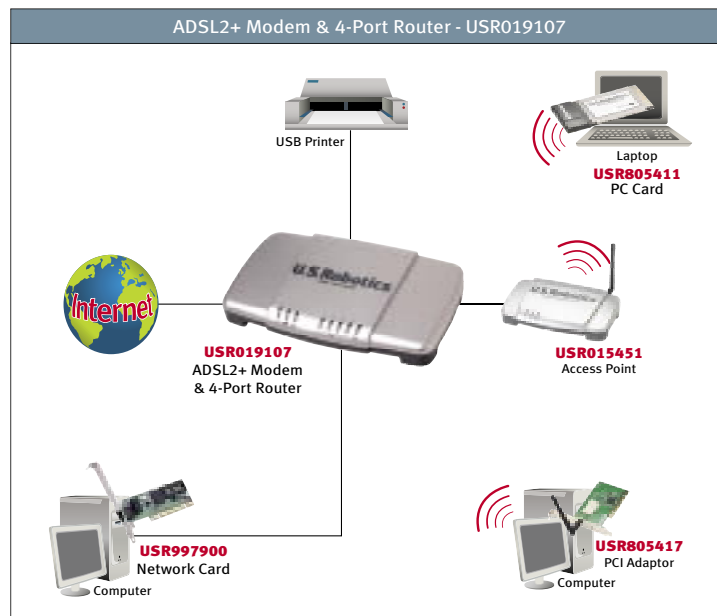 ADSL2+ Modem & 4-Port Router - USR019107
USB Printer
Laptop
USR805411
PC Card
U.S.Robotics
Internet
USR019107
ADSL2+ Modem
& 4-Port Router
USR015451
Access Point
USR997900
Network Card
Computer
USR805417
PCI Adaptor
Computer